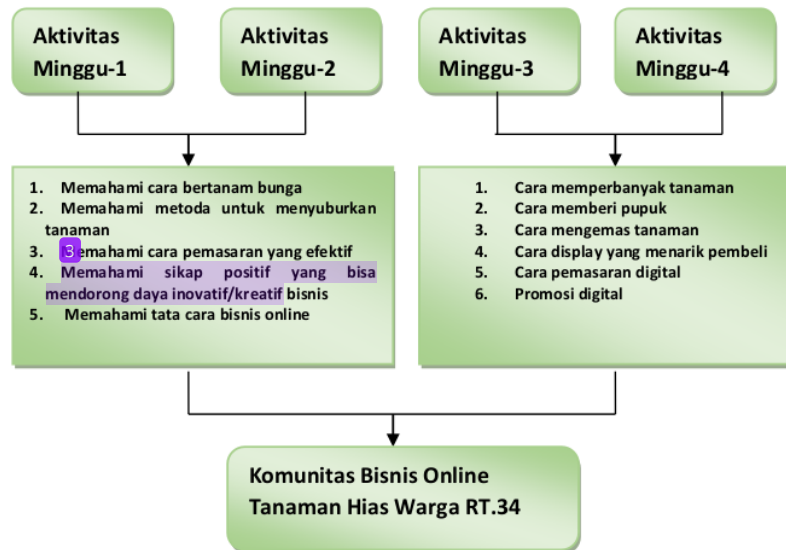 Aktivitas
Minggu-1
Aktivitas
Minggu-2
Aktivitas
Minggu-3
Aktivitas
Minggu-4
1. Memahami cara bertanam bunga
2. Memahami metoda untuk menyuburkan
tanaman
3. 3emahami cara pemasaran yang efektif
4. Memahami sikap positif yang bisa
mendorong daya inovatif/kreatif bisnis
5. Memahami tata cara bisnis online
1. Cara memperbanyak tanaman
2. Cara memberi pupuk
3. Cara mengemas tanaman
4. Cara display yang menarik pembeli
5. Cara pemasaran digital
6. Promosi digital
Komunitas Bisnis Online
Tanaman Hias Warga RT.34